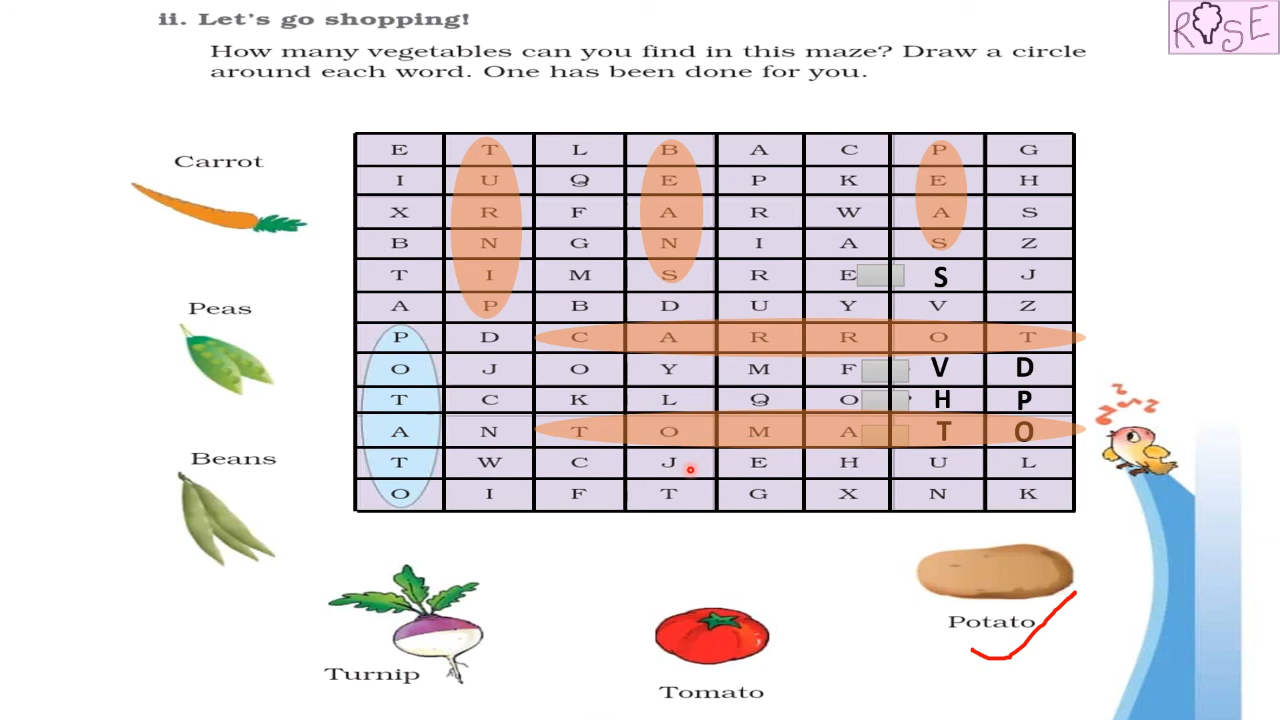 ii. Let's go shopping!
R SE
How many vegetables can you find in this maze? Draw a circle
around each word. One has been done for you.
Carrot
Peas
Beans
E T L B A C P G
I U Q E P K E H
X R F A R W A S
B N G N I A S Z
T I M S R E S J
A P B D U Y V Z
P D C A R R O T
O J O Y M F V D
T C K L Q O H P
A N T O M A T O
T W C J E H U L
O I F T G X N K
Turnip
Tomato
Potato